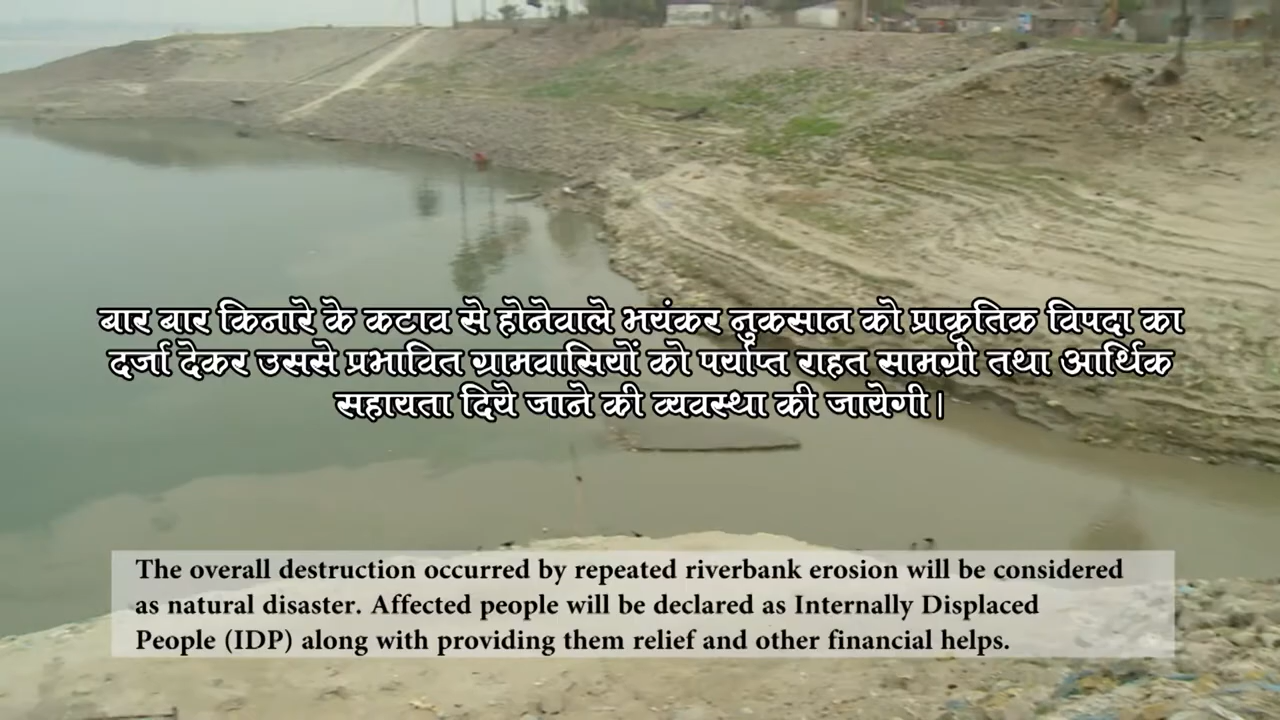 बार बार किनारे के कटाव से होनेवाले भयंकर नुकसान को प्राकृतिक विपदा का
दर्जा देकर उससे प्रभावित ग्रामवासियों को पर्याप्त राहत सामग्री तथा आर्थिक
सहायता दिये जाने की व्यवस्था की जायेगी।
The overall destruction occurred by repeated riverbank erosion will be considered
as natural disaster. Affected people will be declared as Internally Displaced
People (IDP) along with providing them relief and other financial helps.